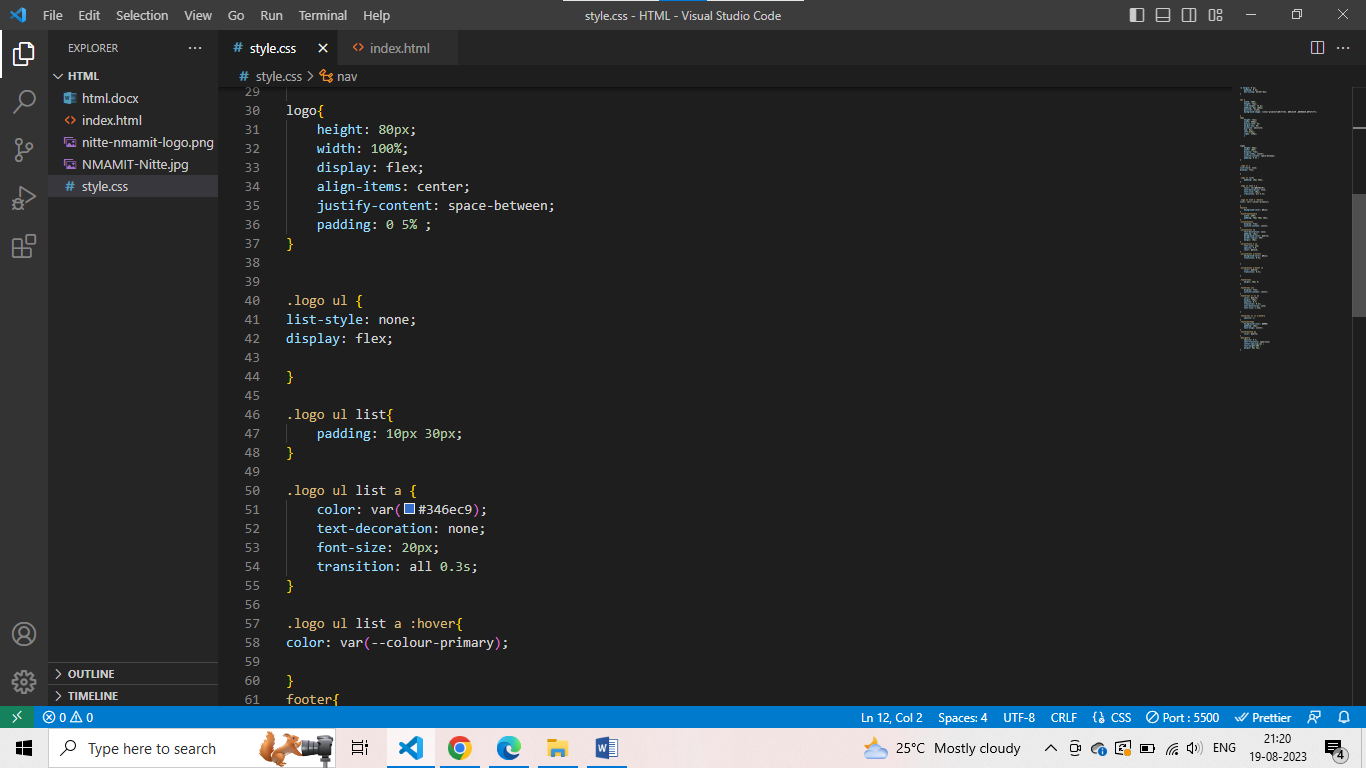 File Edit Selection View Go Run Terminal Help
style.css - HTML - Visual Studio Code
EXPLORER
HTML
html.docx
index.html
nitte-nmamit-logo.png
NMAMIT-Nitte.jpg
style.css
OUTLINE
TIMELINE
# style.css
<> index.html
# style.css > nav
29
30 logo{
31 height: 80px;
32 width: 100%;
33 display: flex;
34 align-items: center;
35 justify-content: space-between;
36 padding: 0 5% ;
37 }
38
39
40 .logo ul {
41 list-style: none;
42 display: flex;
43
44 }
45
46 .logo ul list{
47 padding: 10px 30px;
48 }
49
50 .logo ul list a {
51 color: var(#346ec9);
52 text-decoration: none;
53 font-size: 20px;
54 transition: all 0.3s;
55 }
56
57 .logo ul list a :hover{
58 color: var(--colour-primary);
59
60 }
61 footer{
0 0 Ln 12, Col 2 Spaces: 4 UTF-8 CRLF {} CSS Port : 5500 Prettier
Type here to search
25°C Mostly cloudy
ENG
21:20
19-08-2023
4